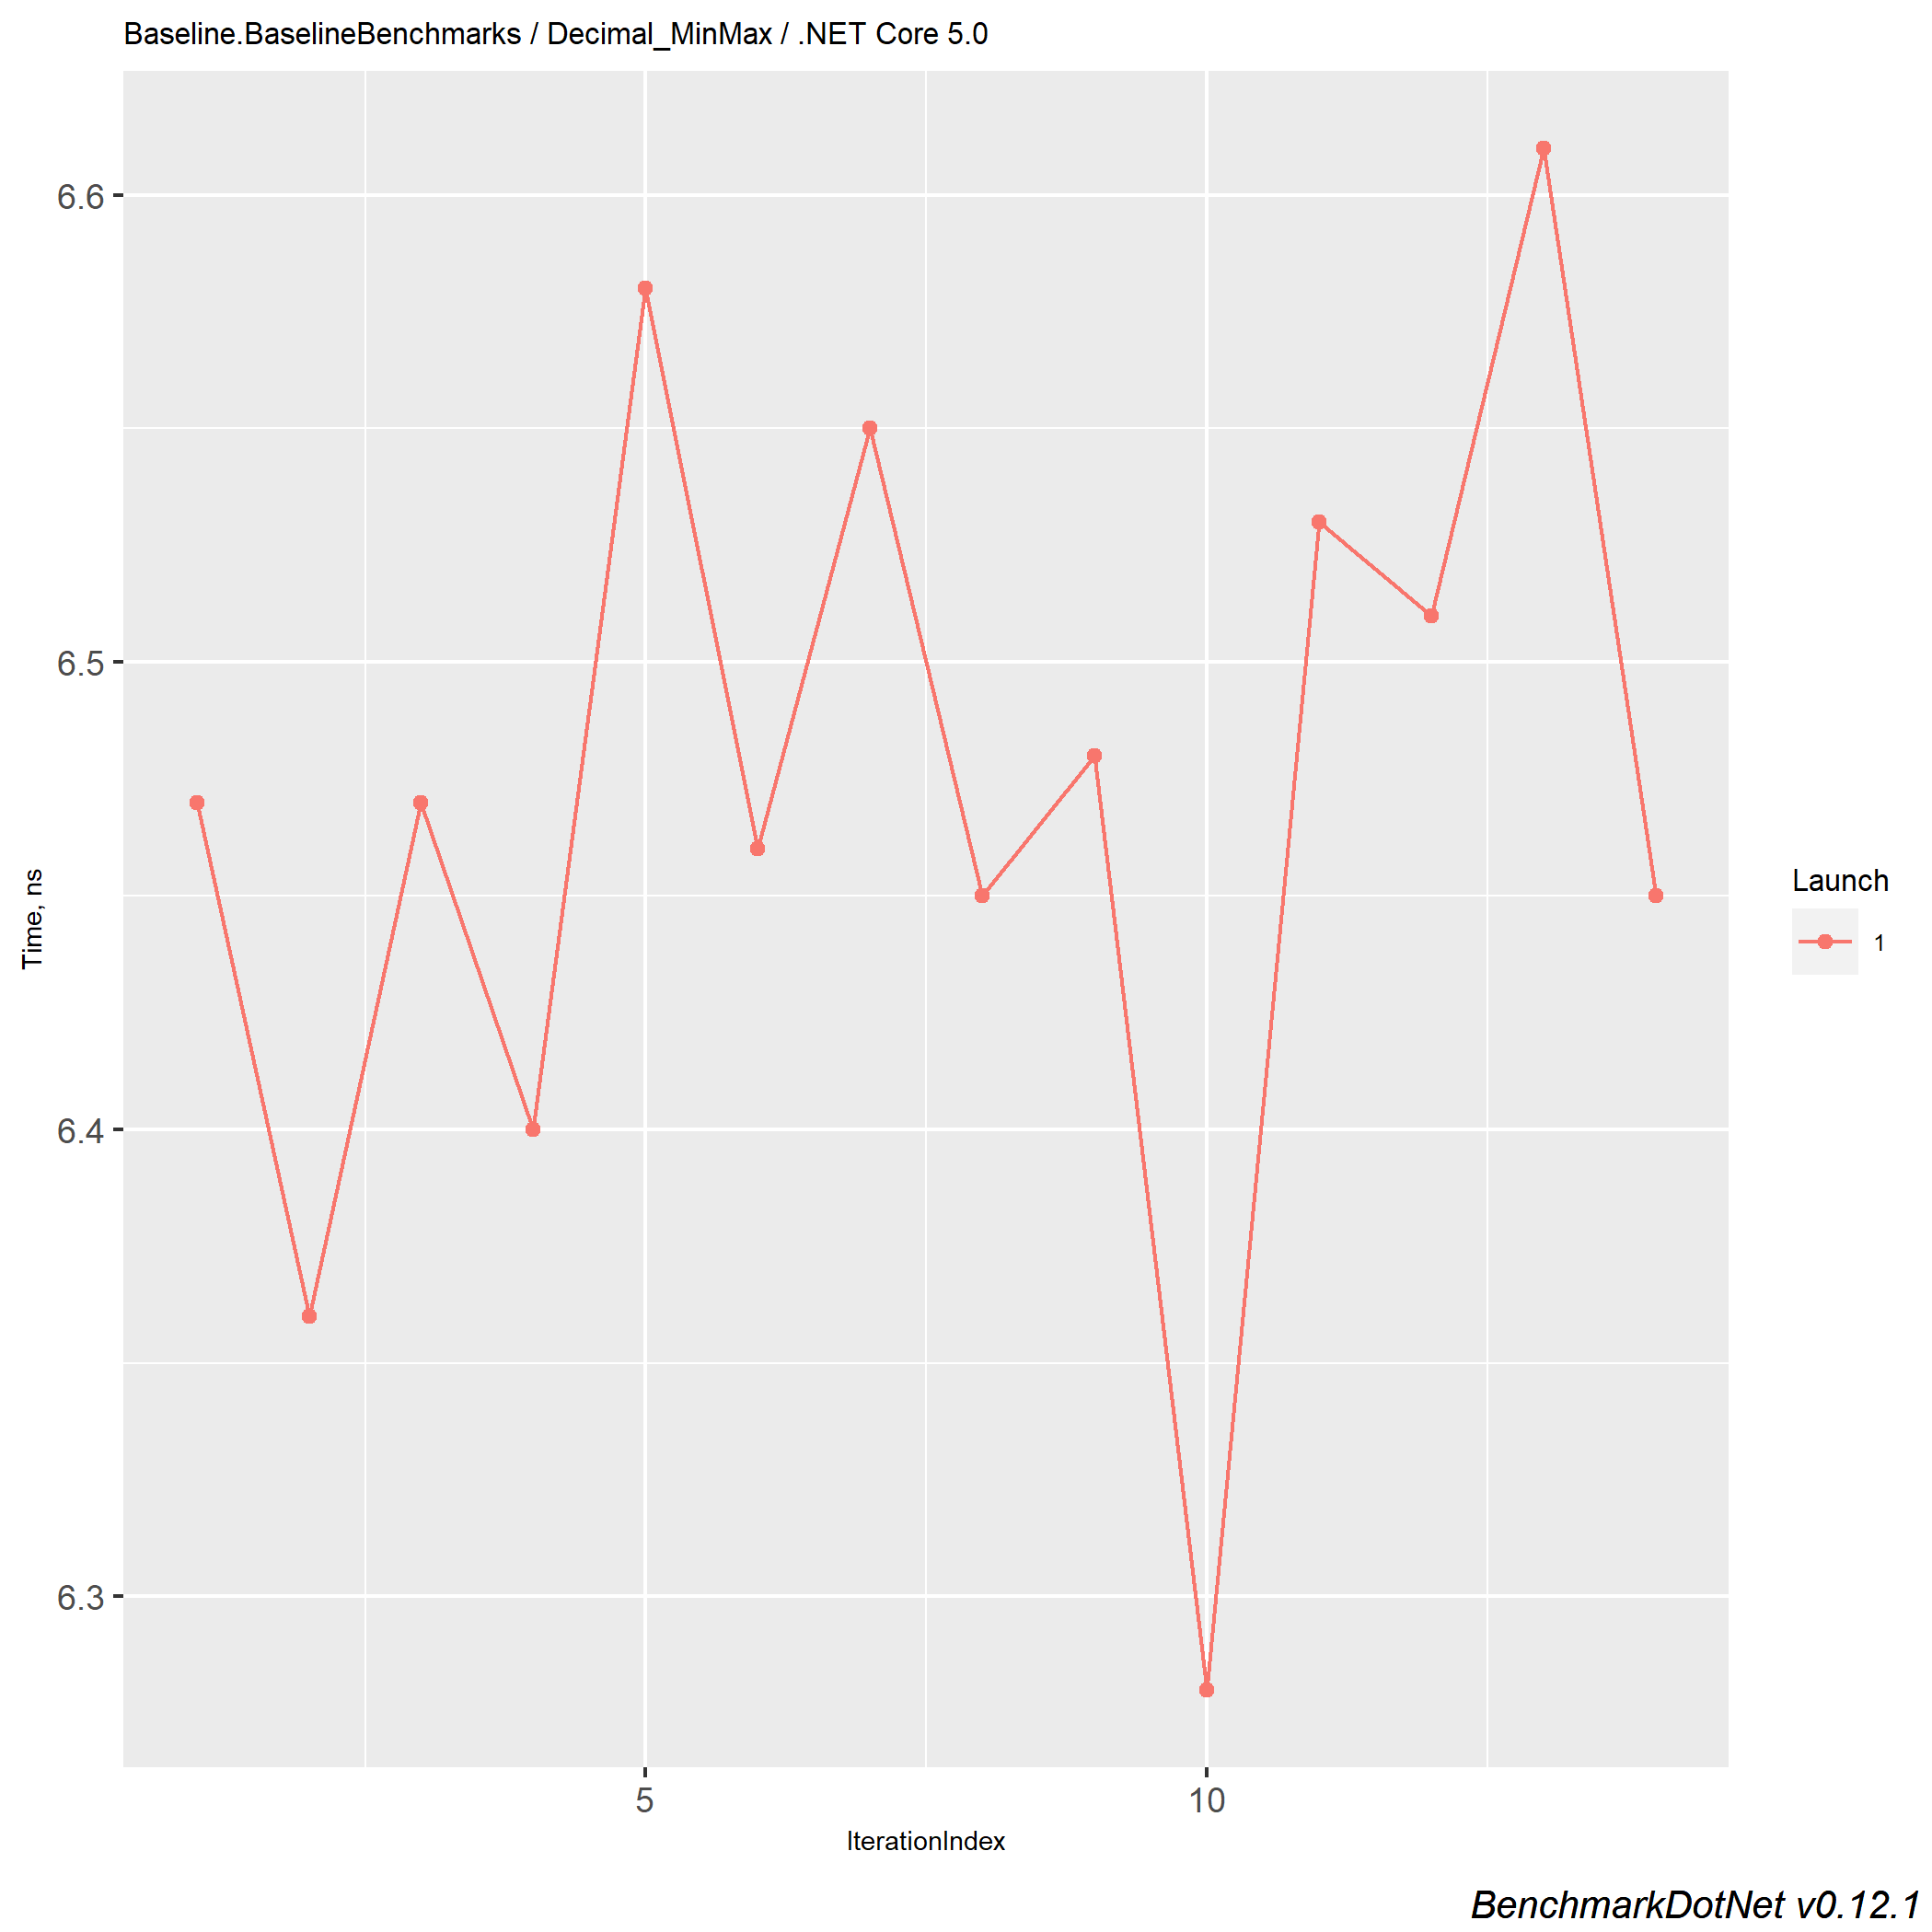 Baseline.BaselineBenchmarks / Decimal_MinMax / .NET Core 5.0
6.6
6.5
6.4
6.3
Time, ns
5
10
IterationIndex
Launch
1
BenchmarkDotNet v0.12.1